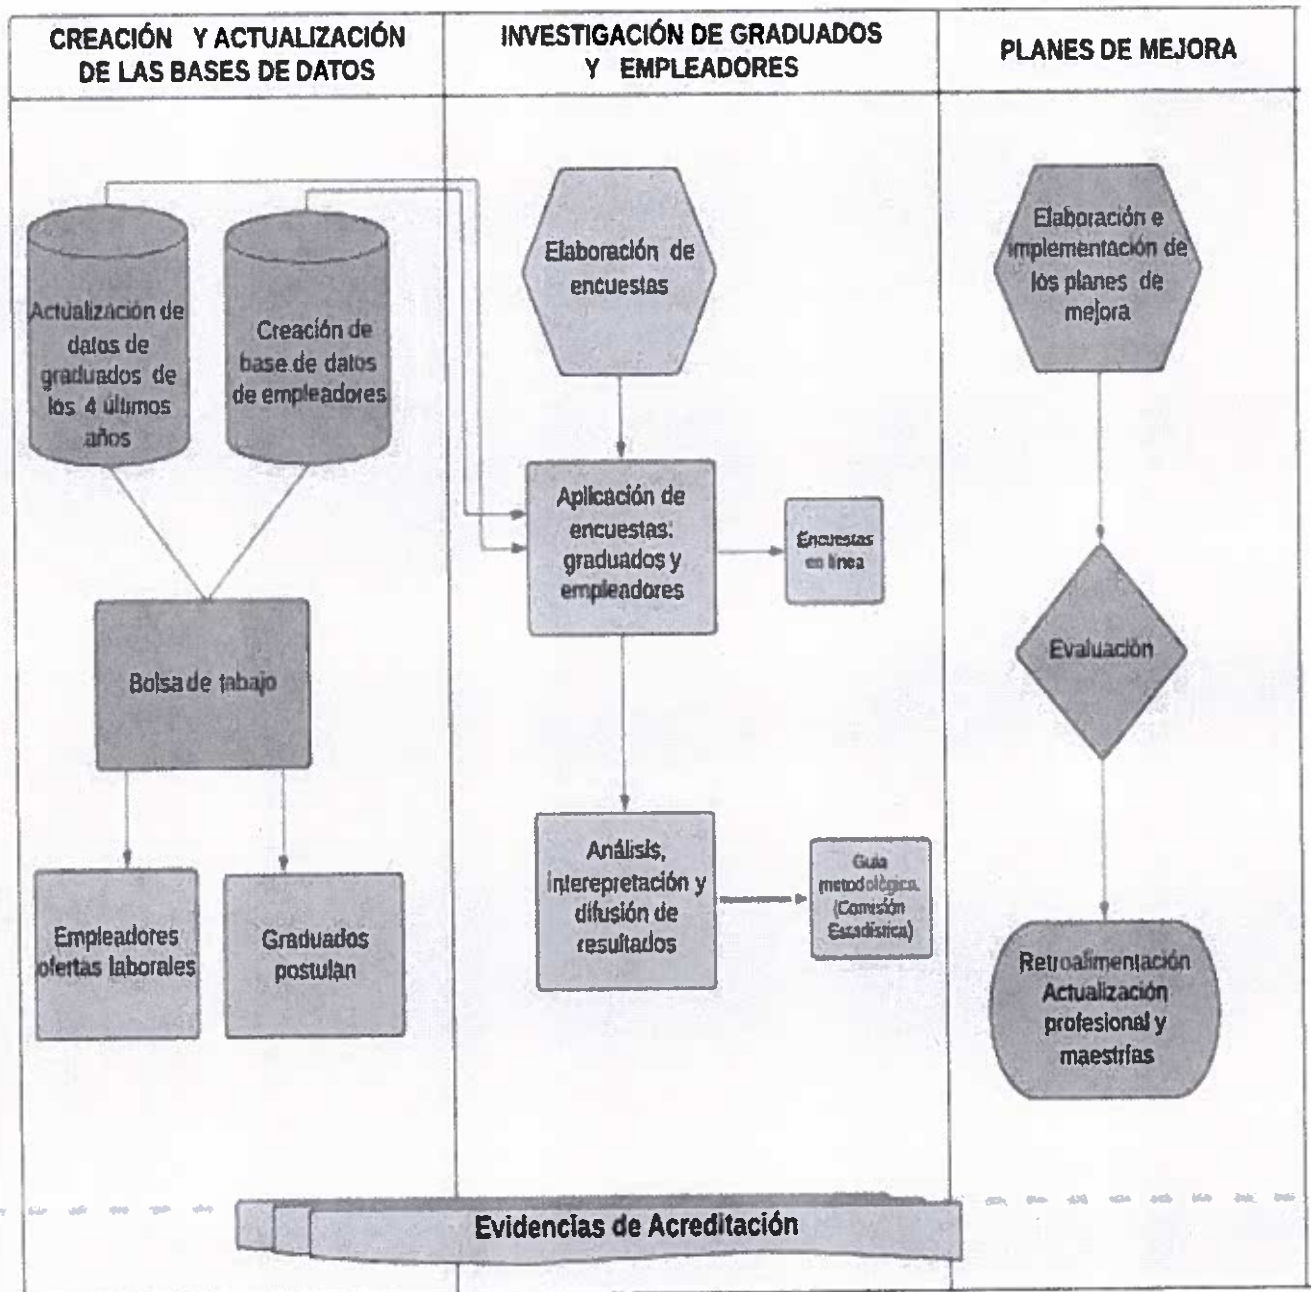 CREACIÓN Y ACTUALIZACIÓN
DE LAS BASES DE DATOS
INVESTIGACIÓN DE GRADUADOS
Y EMPLEADORES
PLANES DE MEJORA
Actualización de
datos de
graduados de
los 4 últimos
años
Creación de
base de datos
de empleadores
Bolsa de tabajo
Empleadores
ofertas laborales
Graduados
postulan
Elaboración de
encuestas
Aplicación de
encuestas:
graduados y
empleadores
Encuestas
en línea
Análisis,
interepretación y
difusión de
resultados
Guia
metodológica.
(Comisión
Estadística)
Elaboración e
implementación de
los planes de
mejora
Evaluación
Retroalimentación
Actualización
profesional y
maestrías
Evidencias de Acreditación